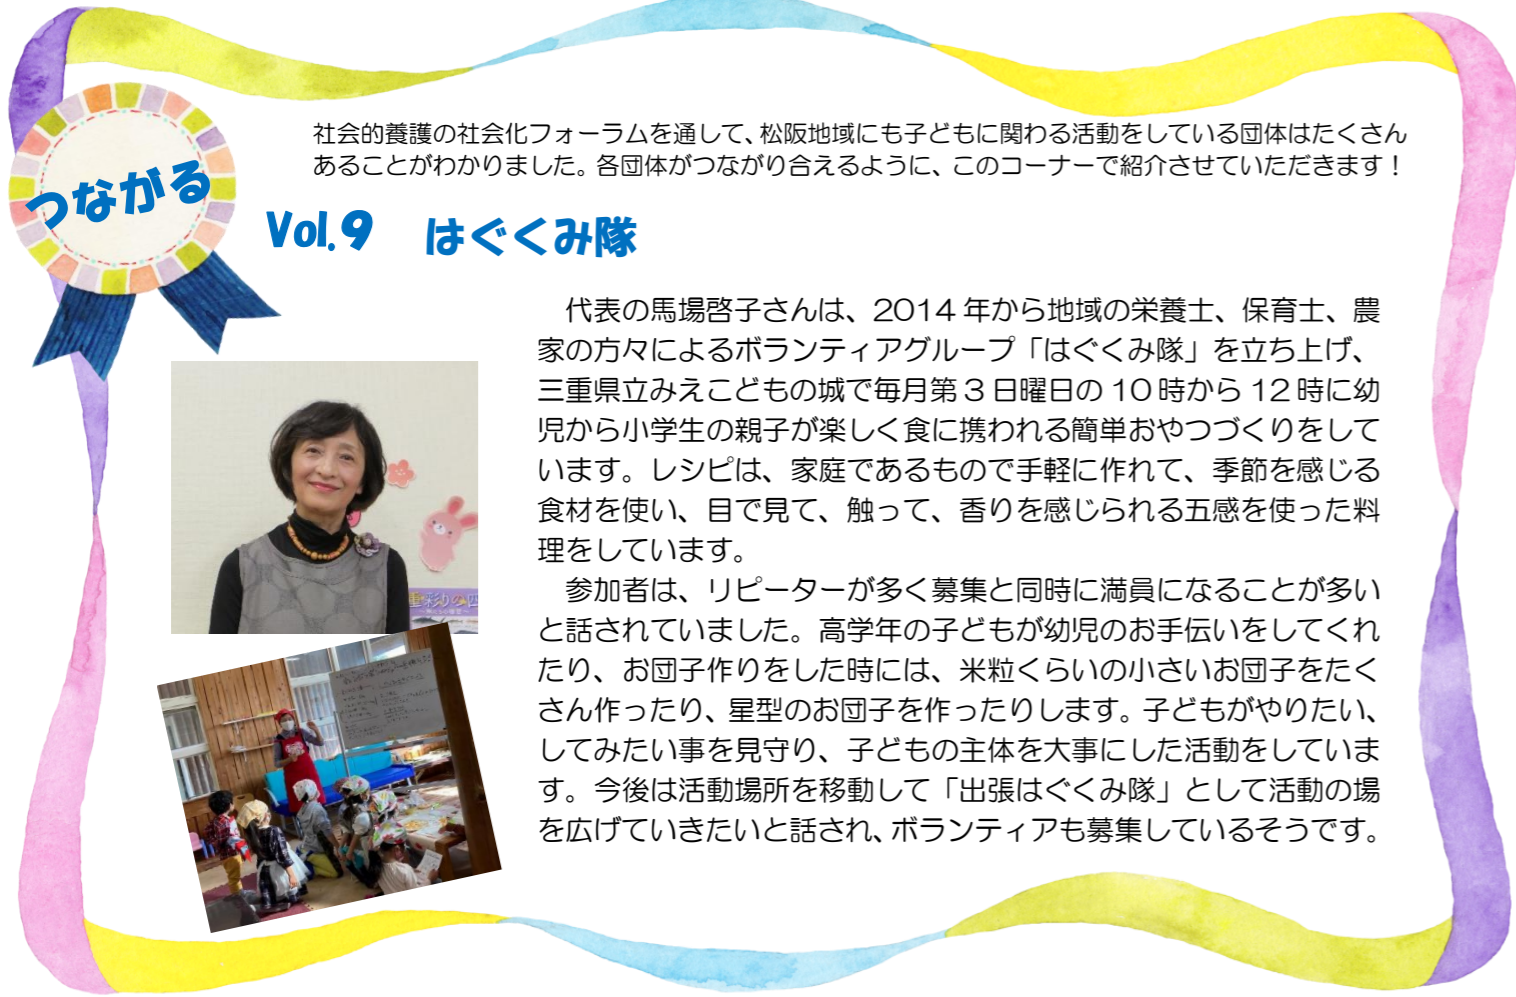 つながる
社会的養護の社会化フォーラムを通して、松阪地域にも子どもに関わる活動をしている団体はたくさん
あることがわかりました。各団体がつながり合えるように、このコーナーで紹介させていただきます！
Vol.9　はぐくみ隊
代表の馬場啓子さんは、2014年から地域の栄養士、保育士、農
家の方々によるボランティアグループ「はぐくみ隊」を立ち上げ、
三重県立みえこどもの城で毎月第3日曜日の10時から12時に幼
児から小学生の親子が楽しく食に携われる簡単おやつづくりをして
います。レシピは、家庭であるもので手軽に作れて、季節を感じる
食材を使い、目で見て、触って、香りを感じられる五感を使った料
理をしています。
参加者は、リピーターが多く募集と同時に満員になることが多い
と話されていました。高学年の子どもが幼児のお手伝いをしてくれ
たり、お団子作りをした時には、米粒くらいの小さいお団子をたく
さん作ったり、星型のお団子を作ったりします。子どもがやりたい、
してみたい事を見守り、子どもの主体を大事にした活動をしていま
す。今後は活動場所を移動して「出張はぐくみ隊」として活動の場
を広げていきたいと話され、ボランティアも募集しているそうです。
重彩りの四